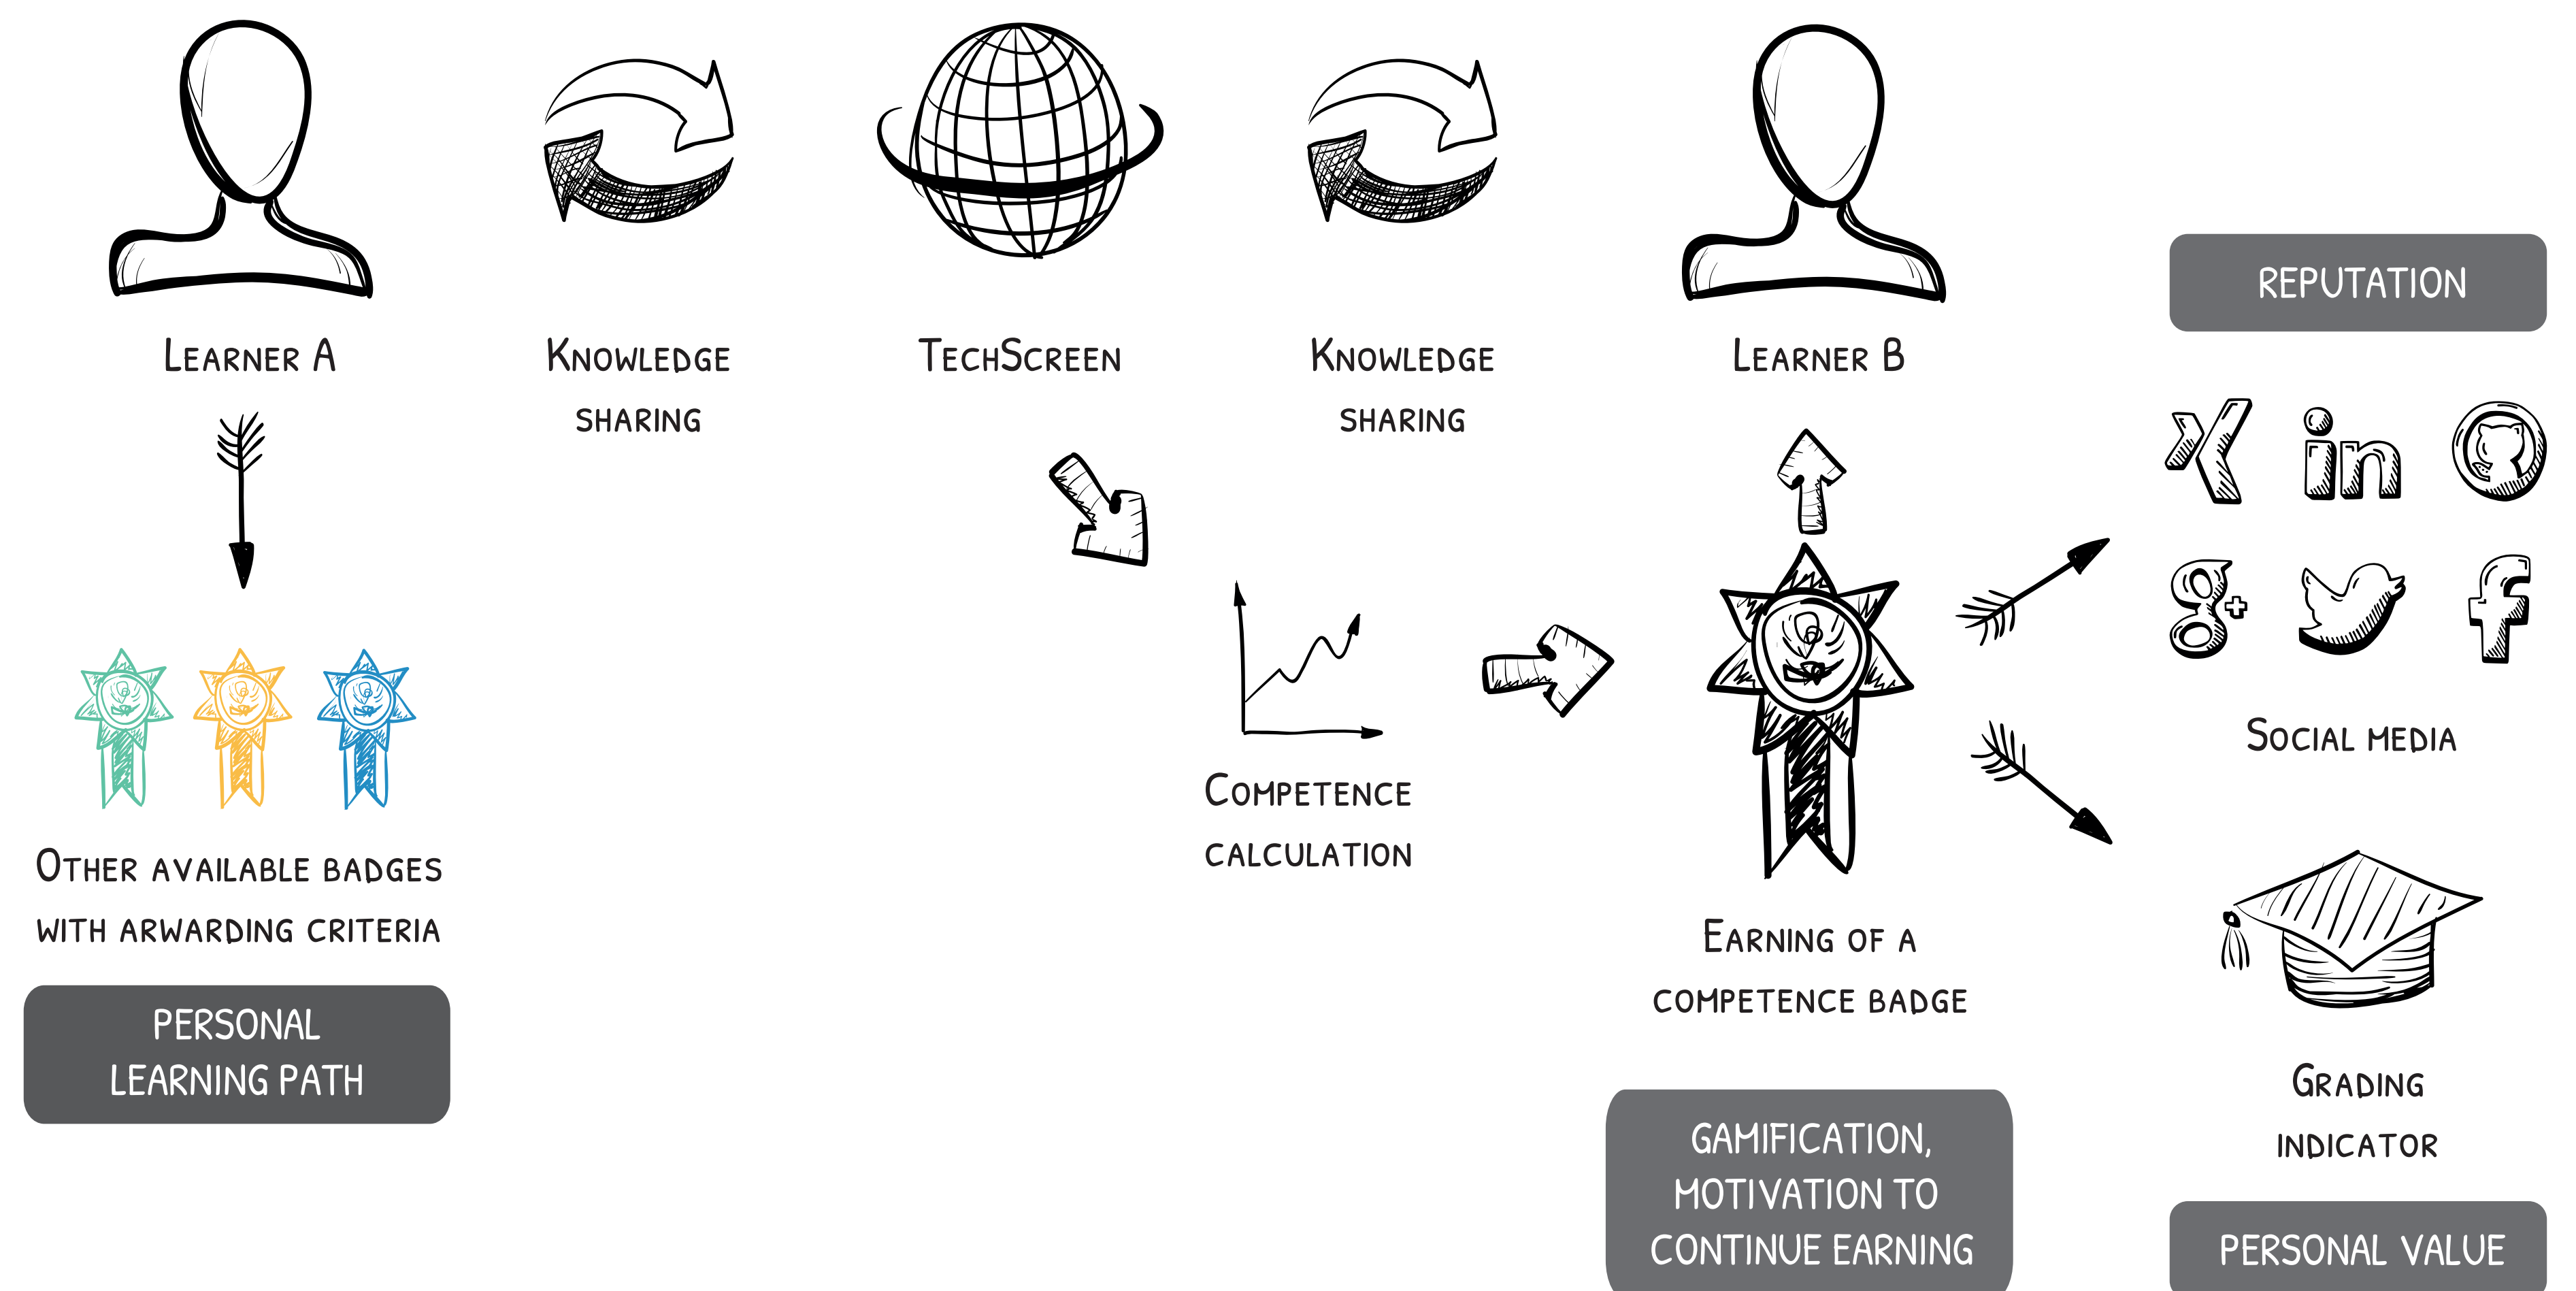 Learner A
Knowledge
sharing
TechScreen
Knowledge
sharing
Learner B
REPUTATION
in
g+
f
Social media
Other available badges
with arwarding criteria
PERSONAL
LEARNING PATH
Competence
calculation
Earning of a
competence badge
GAMIFICATION,
MOTIVATION TO
CONTINUE EARNING
Grading
indicator
PERSONAL VALUE